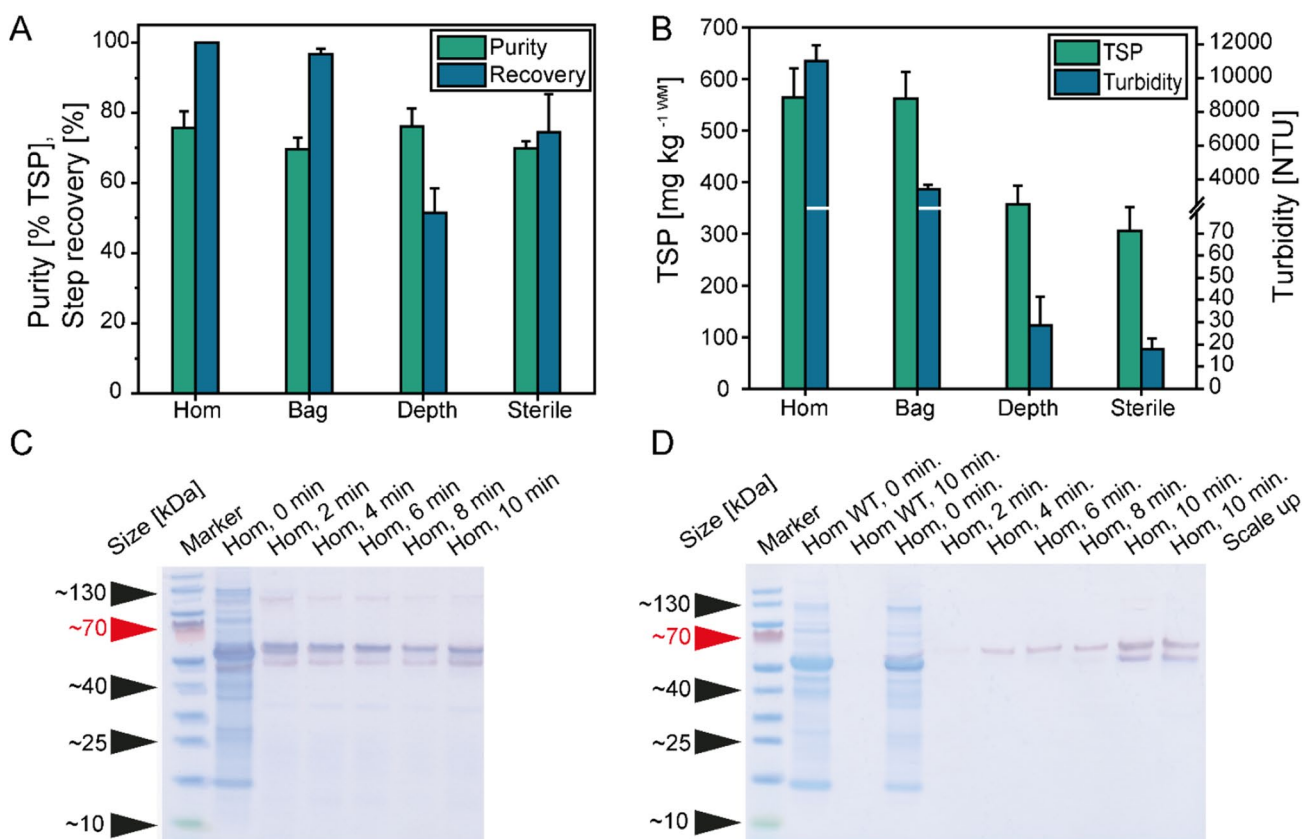 A
Purity [% TSP],
Step recovery [%]
100
80
60
40
20
0
Purity
Recovery
Hom
Bag
Depth
Sterile
B
TSP [mg kg -1 WM]
700
600
500
400
300
200
100
0
TSP
Turbidity
12000
10000
8000
6000
4000
70
60
50
40
30
20
10
0
Turbidity [NTU]
Hom
Bag
Depth
Sterile
C
Size [kDa]
Marker
Hom, 0 min
Hom, 2 min
Hom, 4 min
Hom, 6 min
Hom, 8 min
Hom, 10 min
~130
~70
~40
~25
~10
D
Size [kDa]
Marker
Hom WT, 0 min.
Hom WT, 10 min.
Hom, 0 min.
Hom, 2 min.
Hom, 4 min.
Hom, 6 min.
Hom, 8 min.
Hom, 10 min.
Hom, 10 min.
Scale up
~130
~70
~40
~25
~10